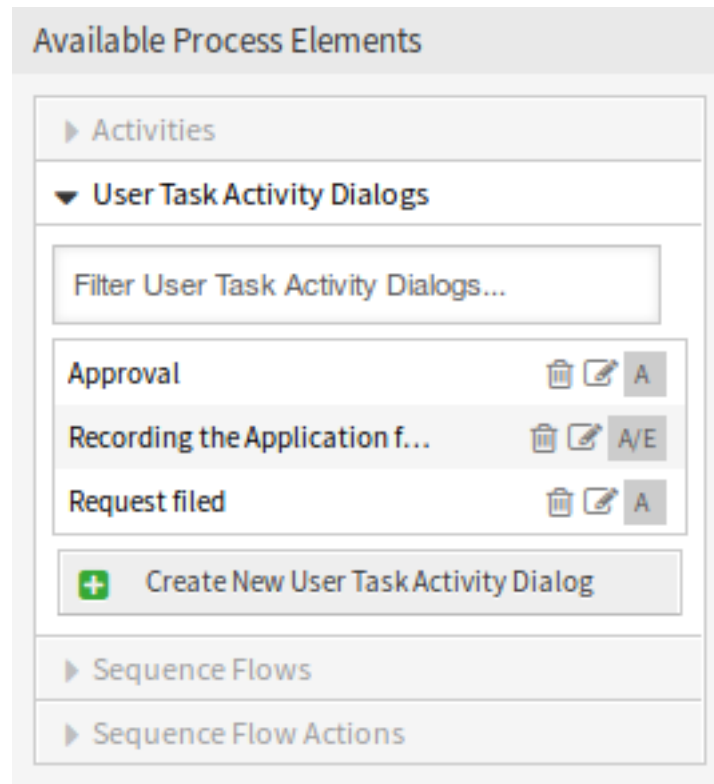 Available Process Elements
Activities
User Task Activity Dialogs
Filter User Task Activity Dialogs...
Approval A
Recording the Application f... A/E
Request filed A
Create New User Task Activity Dialog
Sequence Flows
Sequence Flow Actions